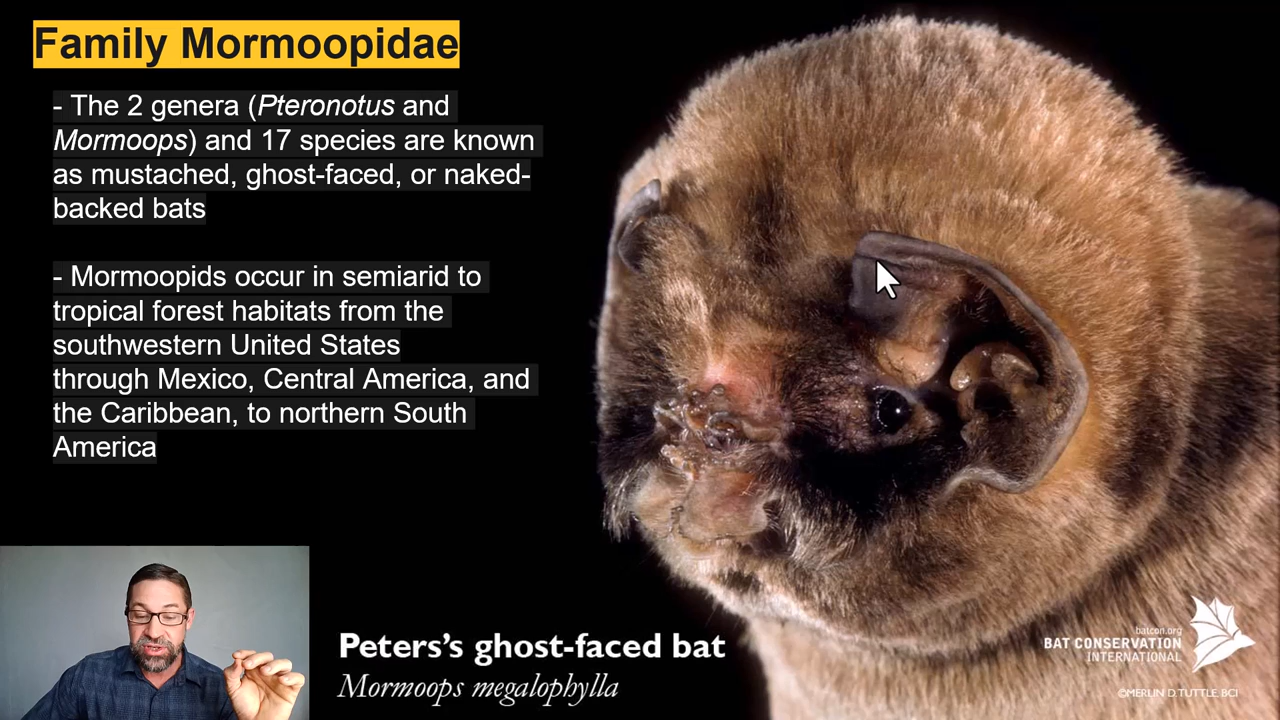 Family Mormoopidae
- The 2 genera (Pteronotus and
Mormoops) and 17 species are known
as mustached, ghost-faced, or naked-
backed bats
- Mormoopids occur in semiarid to
tropical forest habitats from the
southwestern United States
through Mexico, Central America, and
the Caribbean, to northern South
America
Peters's ghost-faced bat
Mormoops megalophylla
batcon.org
BAT CONSERVATION
INTERNATIONAL
©MERLIN D. TUTTLE, BCI